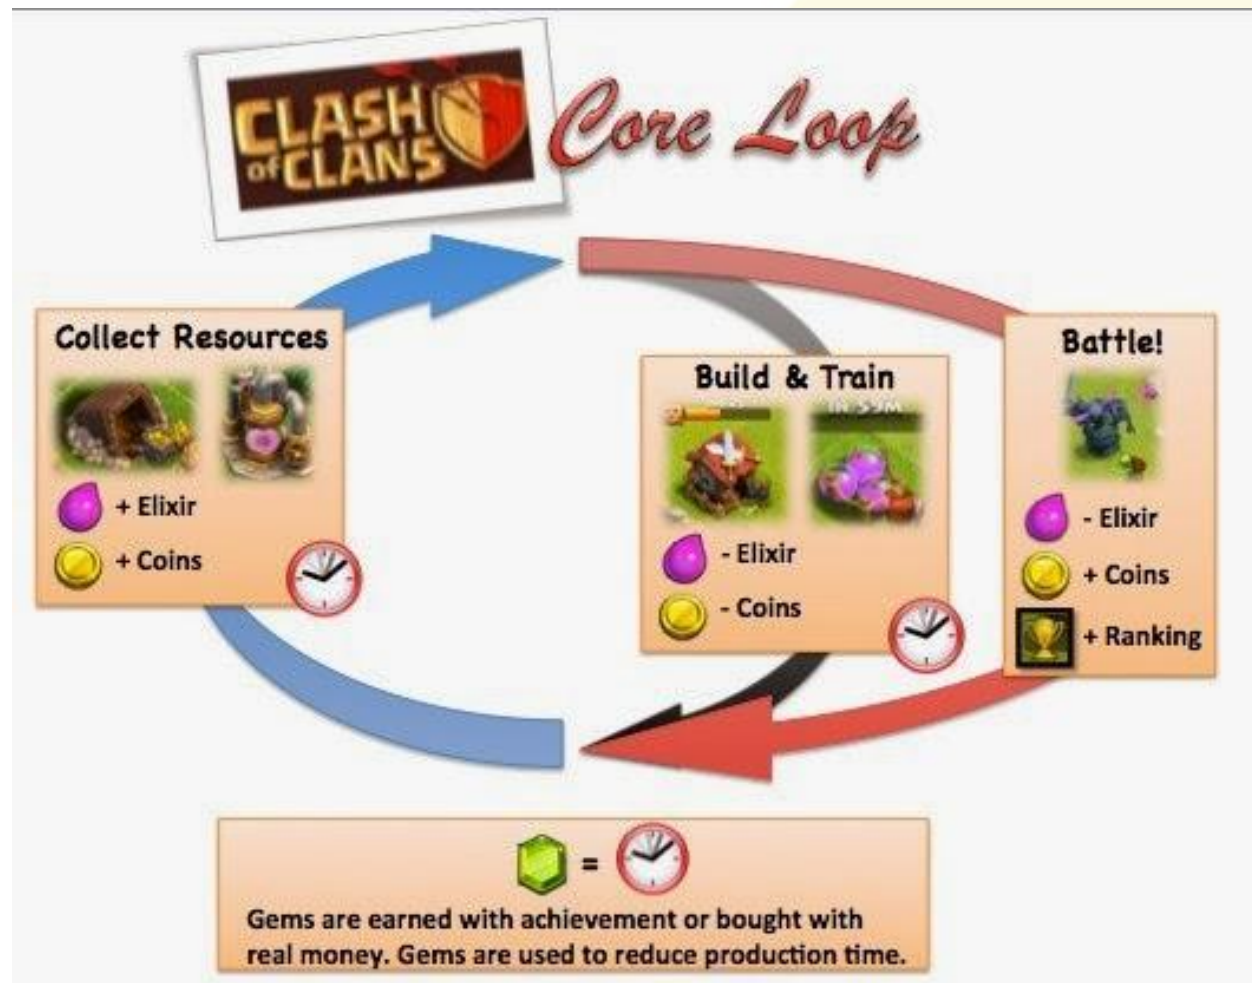 CLASH
of CLANS
Core Loop
Collect Resources
+ Elixir
+ Coins
Build & Train
- Elixir
- Coins
Battle!
- Elixir
+ Coins
+ Ranking
=
Gems are earned with achievement or bought with
real money. Gems are used to reduce production time.